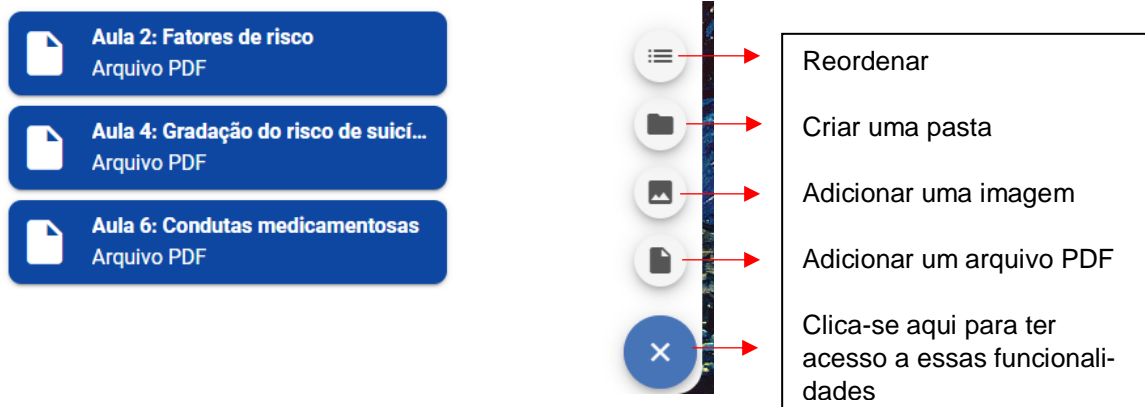 Aula 2: Fatores de risco
Arquivo PDF
Aula 4: Gradação do risco de suicí...
Arquivo PDF
Aula 6: Condutas medicamentosas
Arquivo PDF
Reordenar
Criar uma pasta
Adicionar uma imagem
Adicionar um arquivo PDF
Clica-se aqui para ter
acesso a essas funcionali-
dades